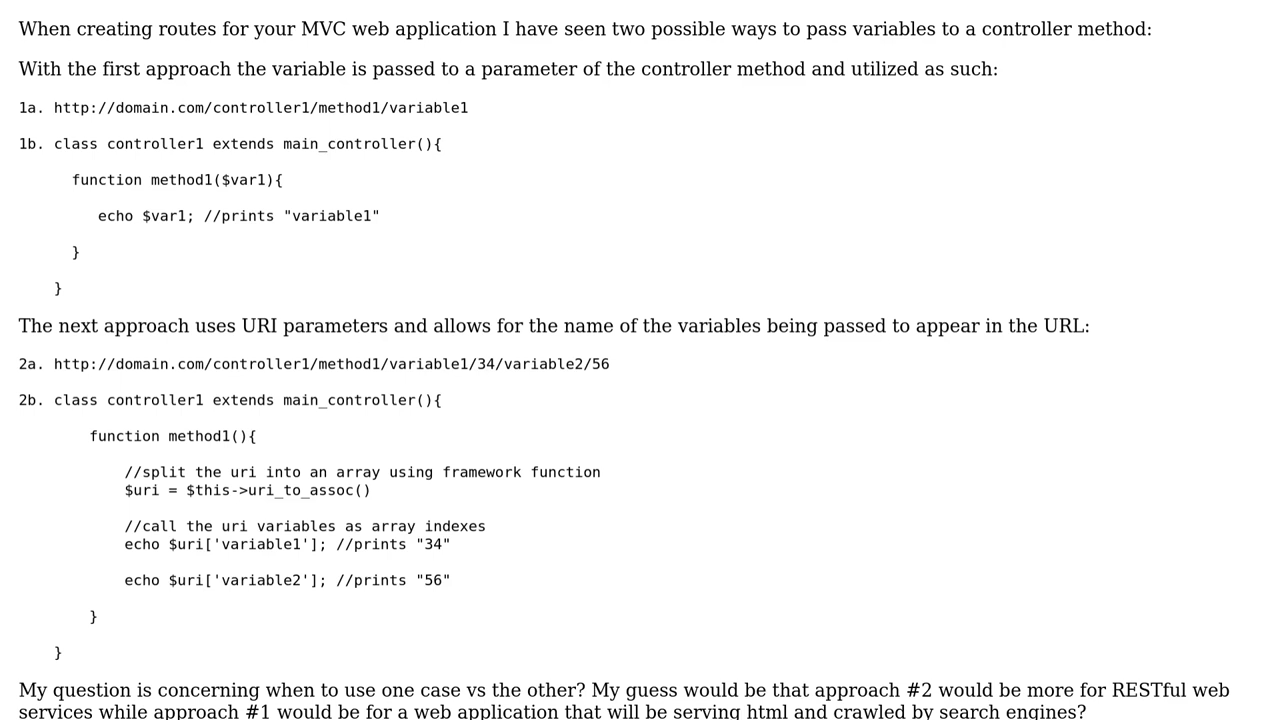 When creating routes for your MVC web application I have seen two possible ways to pass variables to a controller method:
With the first approach the variable is passed to a parameter of the controller method and utilized as such:
1a. http://domain.com/controller1/method1/variable1
1b. class controller1 extends main_controller(){
function method1($var1){
echo $var1; //prints "variable1"
}
}
The next approach uses URI parameters and allows for the name of the variables being passed to appear in the URL:
2a. http://domain.com/controller1/method1/variable1/34/variable2/56
2b. class controller1 extends main_controller(){
function method1(){
//split the uri into an array using framework function
$uri = $this->uri_to_assoc()
//call the uri variables as array indexes
echo $uri['variable1']; //prints "34"
echo $uri['variable2']; //prints "56"
}
}
My question is concerning when to use one case vs the other? My guess would be that approach #2 would be more for RESTful web
services while approach #1 would be for a web application that will be serving html and crawled by search engines?